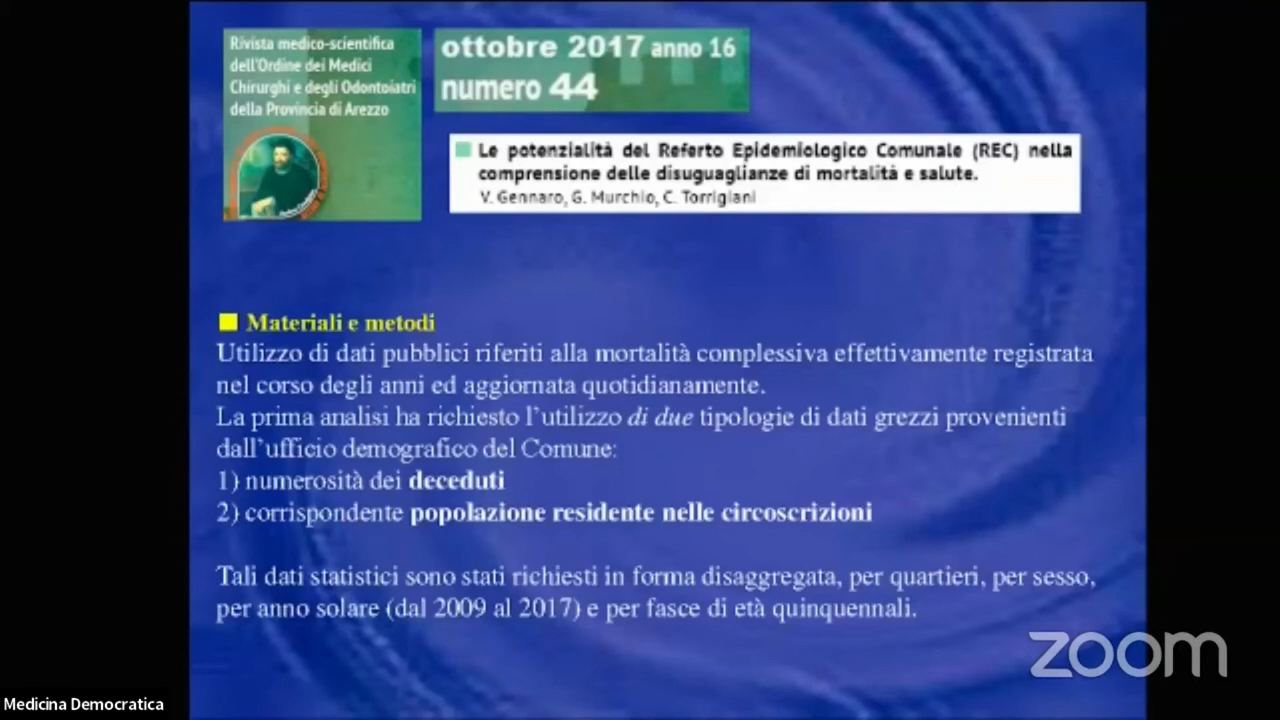 Rivista medico-scientifica
dell'Ordine dei Medici
Chirurghi e degli Odontoiatri
della Provincia di Arezzo
ottobre 2017 anno 16
numero 44
Le potenzialità del Referto Epidemiologico Comunale (REC) nella
comprensione delle disuguaglianze di mortalità e salute.
V. Gennaro, G. Murchio, C. Torrigiani
Materiali e metodi
Utilizzo di dati pubblici riferiti alla mortalità complessiva effettivamente registrata
nel corso degli anni ed aggiornata quotidianamente.
La prima analisi ha richiesto l'utilizzo di due tipologie di dati grezzi provenienti
dall'ufficio demografico del Comune:
1) numerosità dei deceduti
2) corrispondente popolazione residente nelle circoscrizioni
Tali dati statistici sono stati richiesti in forma disaggregata, per quartieri, per sesso,
per anno solare (dal 2009 al 2017) e per fasce di età quinquennali.
zoom
Medicina Democratica